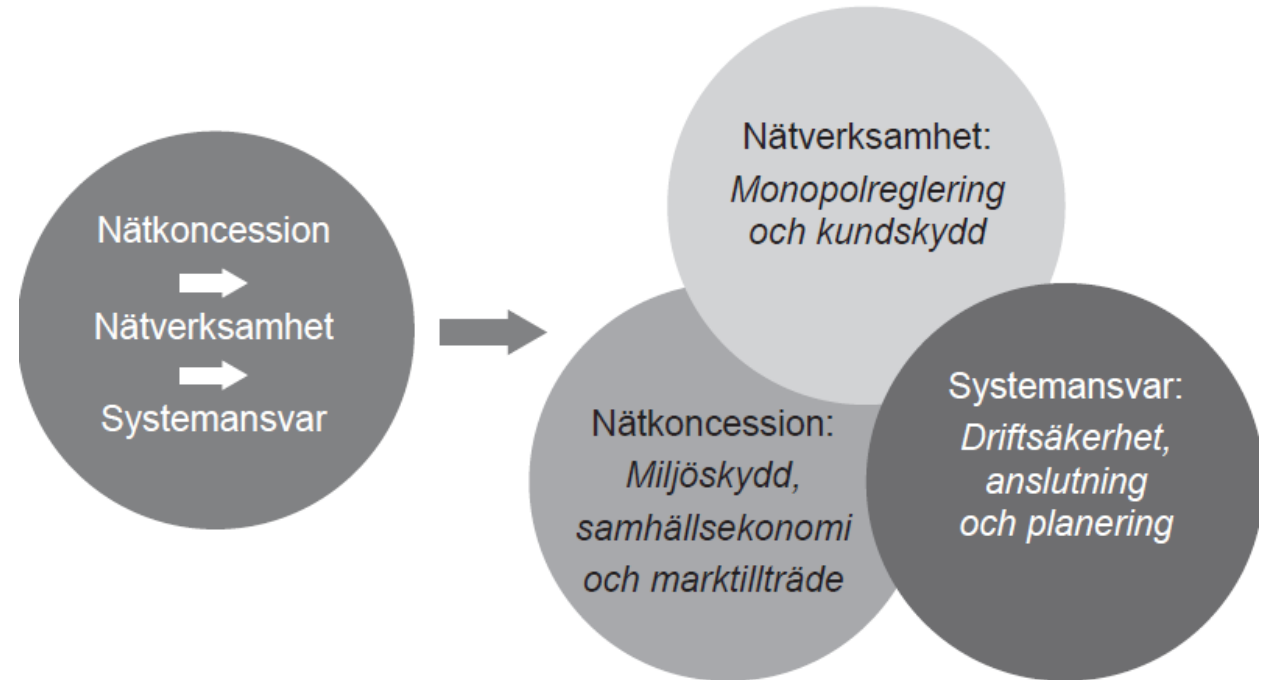 Nätkoncession
Nätverksamhet
Systemansvar
Nätverksamhet:
Monopolreglering
och kundskydd
Nätkoncession:
Miljöskydd,
samhällsekonomi
och marktillträde
Systemansvar:
Driftsäkerhet,
anslutning
och planering